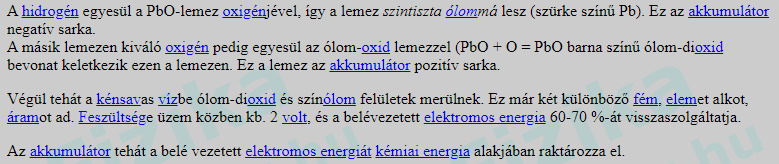 A hidrogén egyesül a PbO-lemez oxigénjével, így a lemez színtiszta ólommá lesz (szürke színű Pb). Ez az akkumulátor
negatív sarka.
A másik lemezen kiváló oxigén pedig egyesül az ólom-oxid lemezzel (PbO + O = PbO barna színű ólom-dioxid
bevonat keletkezik ezen a lemezen. Ez a lemez az akkumulátor pozitív sarka.
Végül tehát a kénsavas vízbe ólom-dioxid és színólom felületek merülnek. Ez már két különböző fém, elemet alkot,
áramot ad. Feszültsége üzem közben kb. 2 volt, és a belévezetett elektromos energia 60-70 %-át visszaszolgáltatja.
Az akkumulátor tehát a belé vezetett elektromos energiát kémiai energia alakjában raktározza el.